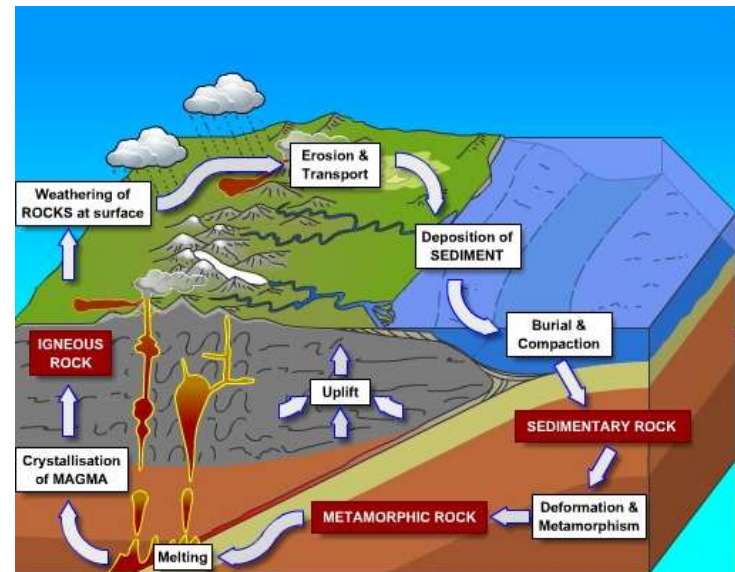 Erosion &
Transport
Weathering of
ROCKS at surface
Deposition of
SEDIMENT
Burial &
Compaction
IGNEOUS
ROCK
Uplift
SEDIMENTARY ROCK
Crystallisation
of MAGMA
Deformation &
Metamorphism
METAMORPHIC ROCK
Melting